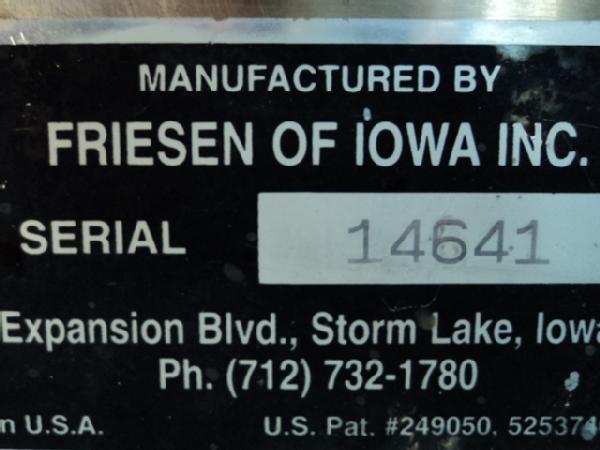 MANUFACTURED BY
FRIESEN OF IOWA INC.
SERIAL 14641
Expansion Blvd., Storm Lake, Iowa
Ph. (712) 732-1780
n U.S.A. U.S. Pat. #249050, 525374